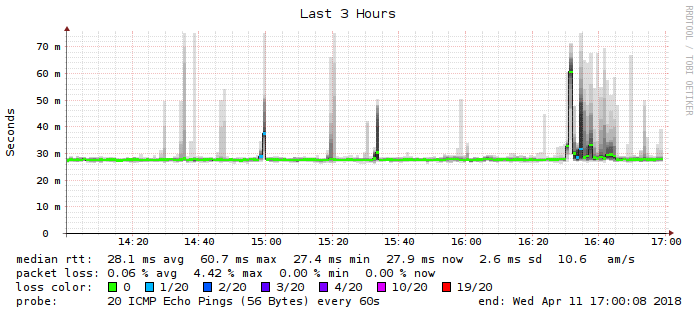 Last 3 Hours
RRDTOOL / TOBI OETIKER
Seconds
70 m
60 m
50 m
40 m
30 m
20 m
10 m
0
14:20 14:40 15:00 15:20 15:40 16:00 16:20 16:40 17:00
median rtt: 28.1 ms avg 60.7 ms max 27.4 ms min 27.9 ms now 2.6 ms sd 10.6 am/s
packet loss: 0.06 % avg 4.42 % max 0.00 % min 0.00 % now
loss color: 0 1/20 2/20 3/20 4/20 10/20 19/20
probe: 20 ICMP Echo Pings (56 Bytes) every 60s end: Wed Apr 11 17:00:08 2018